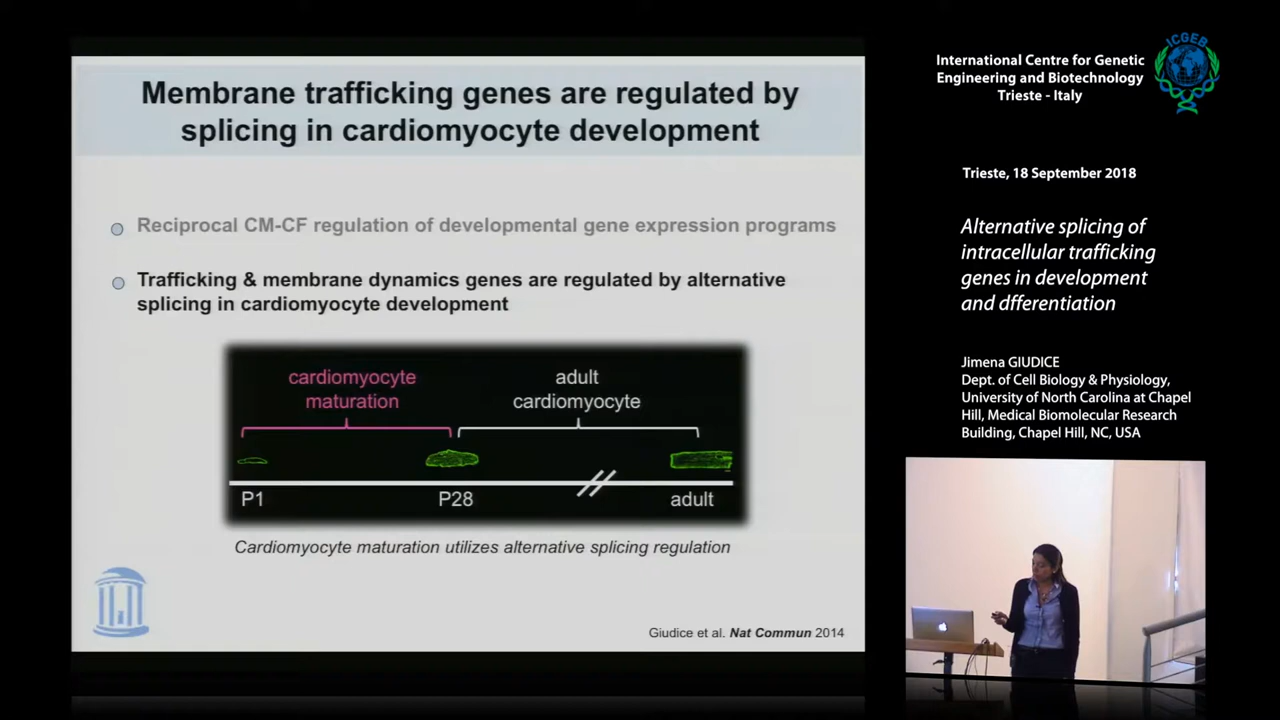 Membrane trafficking genes are regulated by
splicing in cardiomyocyte development
Reciprocal CM-CF regulation of developmental gene expression programs
Trafficking & membrane dynamics genes are regulated by alternative
splicing in cardiomyocyte development
cardiomyocyte
maturation
adult
cardiomyocyte
P1
P28
adult
Cardiomyocyte maturation utilizes alternative splicing regulation
Giudice et al. Nat Commun 2014
International Centre for Genetic
Engineering and Biotechnology
Trieste - Italy
ICGEB
Trieste, 18 September 2018
Alternative splicing of
intracellular trafficking
genes in development
and dfferentiation
Jimena GIUDICE
Dept. of Cell Biology & Physiology,
University of North Carolina at Chapel
Hill, Medical Biomolecular Research
Building, Chapel Hill, NC, USA